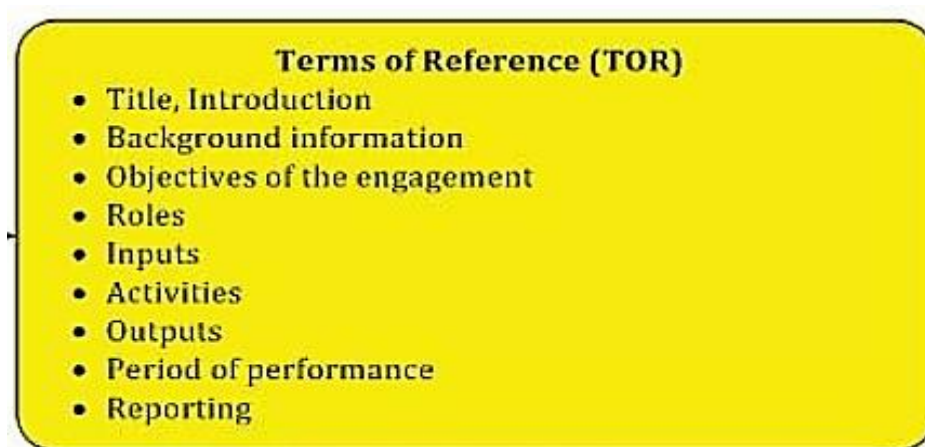 Terms of Reference (TOR)
• Title, Introduction
• Background information
• Objectives of the engagement
• Roles
• Inputs
• Activities
• Outputs
• Period of performance
• Reporting